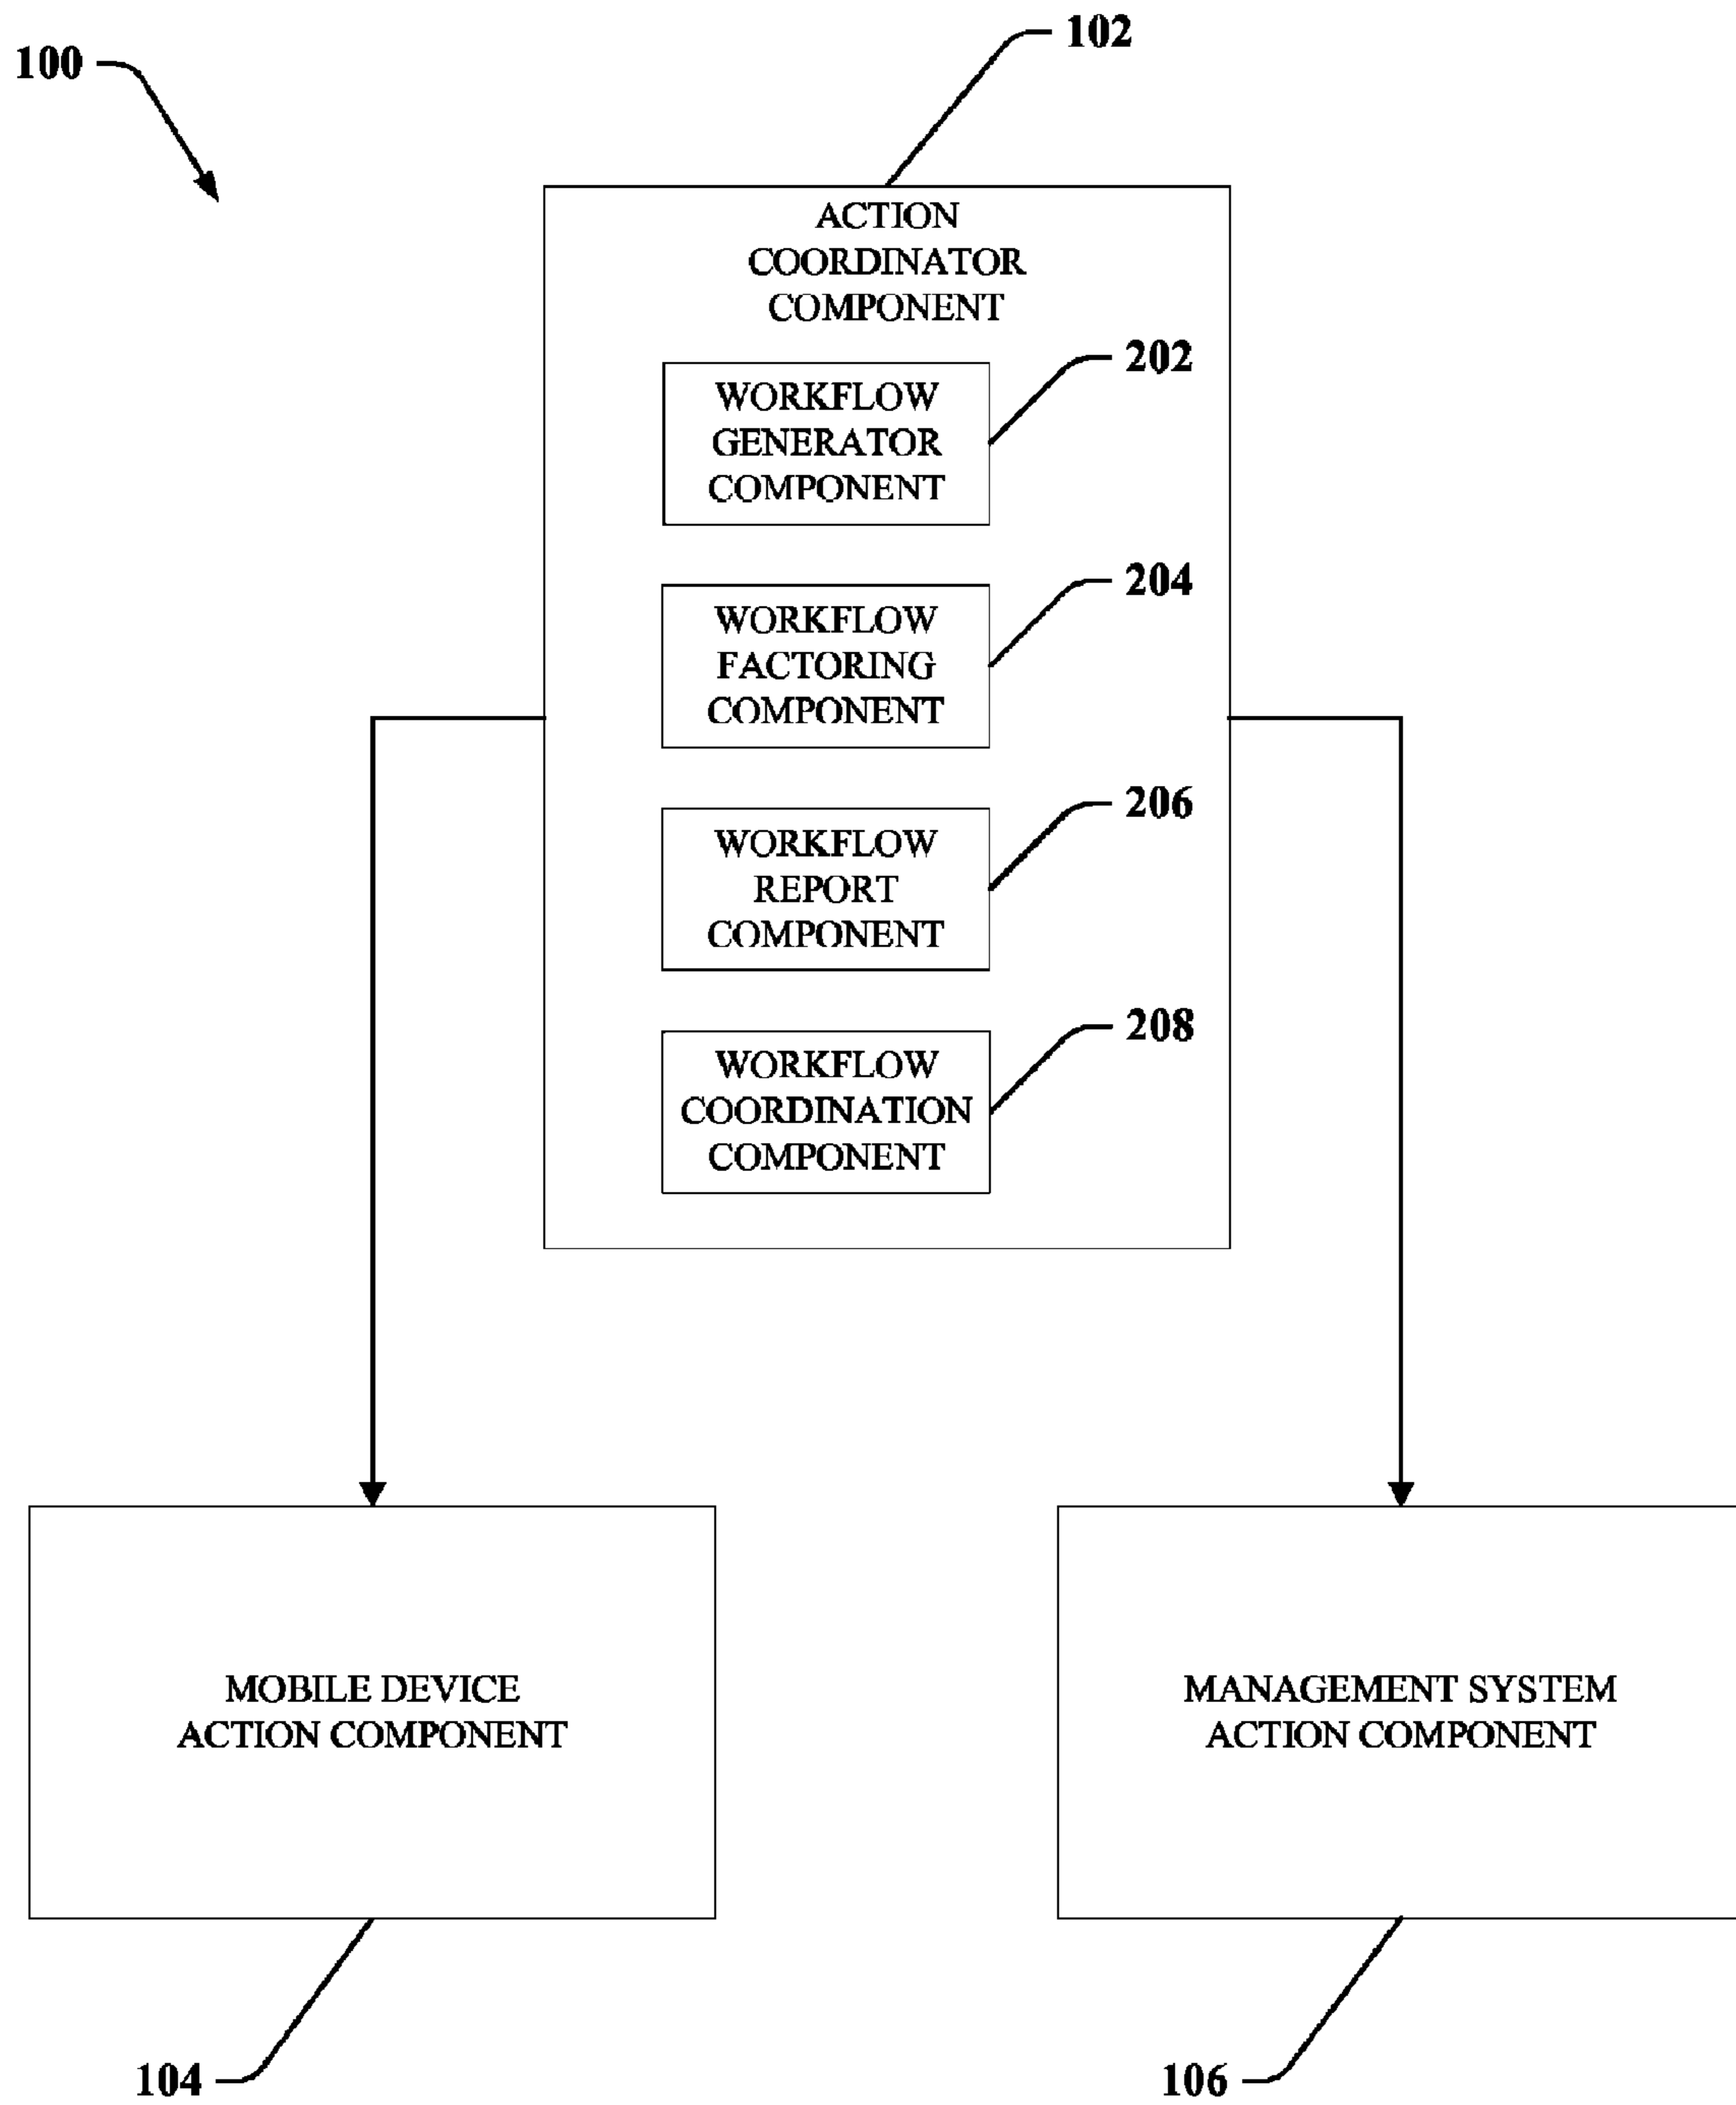 100
102
ACTION
COORDINATOR
COMPONENT
202
WORKFLOW
GENERATOR
COMPONENT
204
WORKFLOW
FACTORING
COMPONENT
206
WORKFLOW
REPORT
COMPONENT
208
WORKFLOW
COORDINATION
COMPONENT
MOBILE DEVICE
ACTION COMPONENT
MANAGEMENT SYSTEM
ACTION COMPONENT
104
106